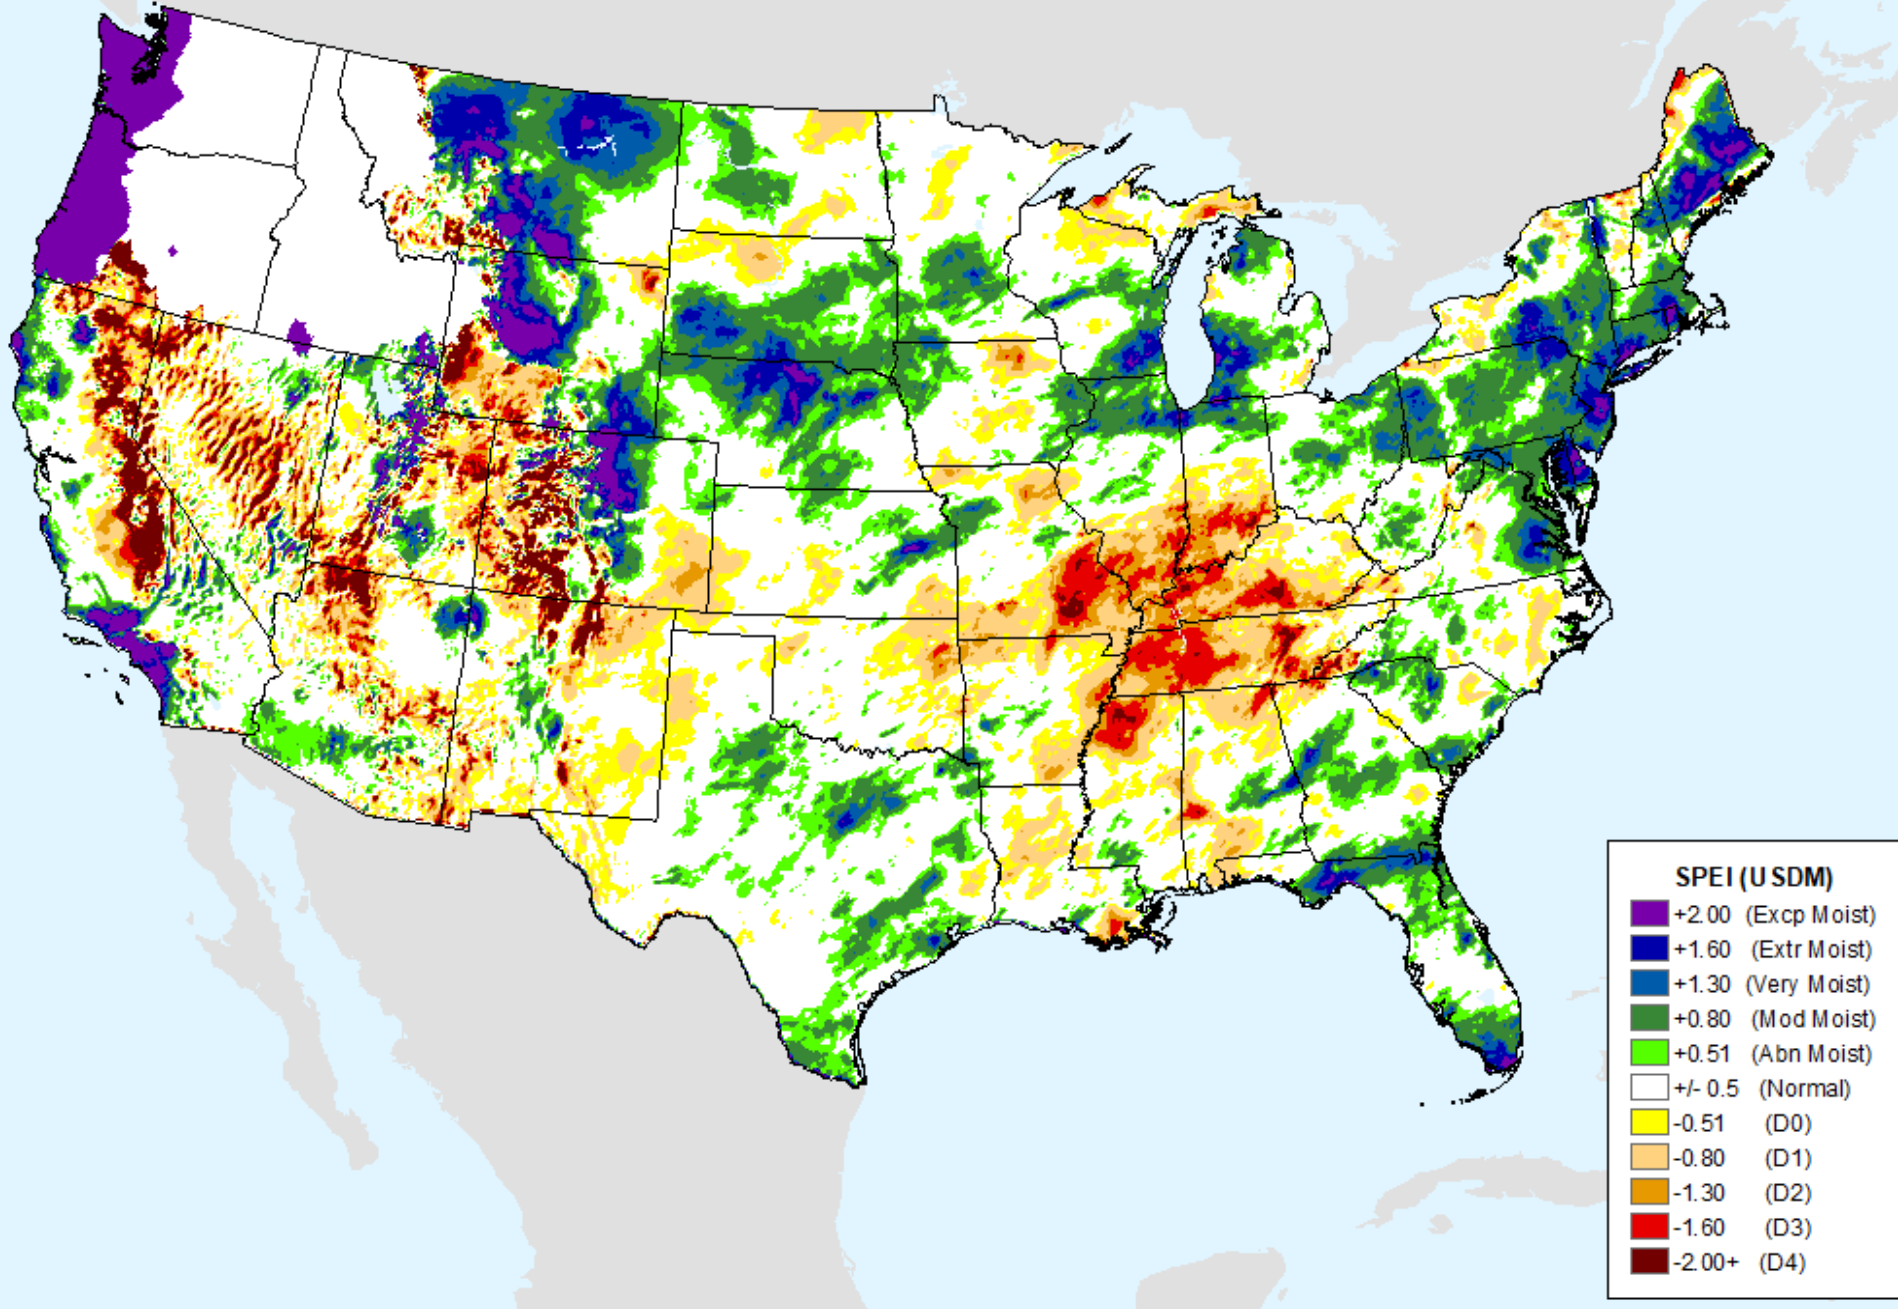 SPEI (USDM)
+2.00 (Excp Moist)
+1.60 (Extr Moist)
+1.30 (Very Moist)
+0.80 (Mod Moist)
+0.51 (Abn Moist)
+/- 0.5 (Normal)
-0.51 (D0)
-0.80 (D1)
-1.30 (D2)
-1.60 (D3)
-2.00+ (D4)